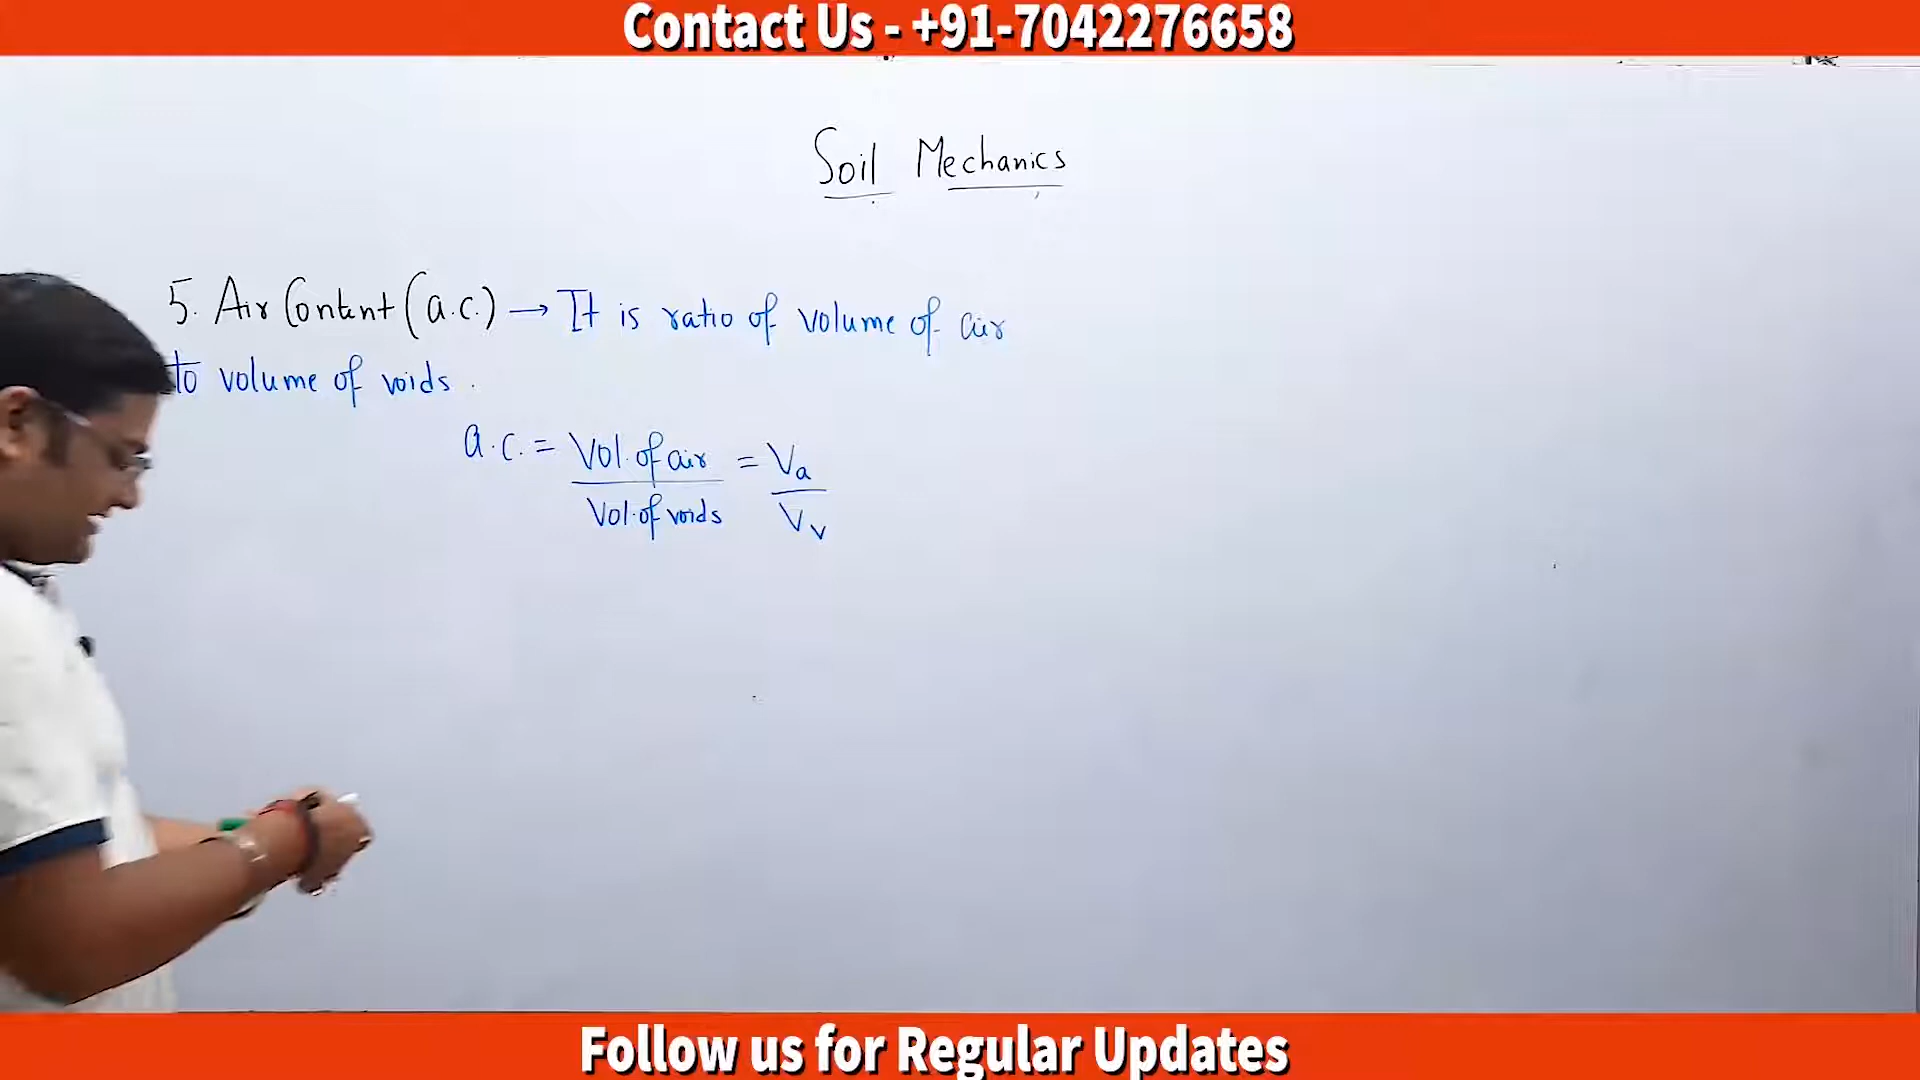 Contact Us - +91-7042276658
Soil Mechanics
5. Air Content (a.c.) → It is ratio of volume of air
to volume of voids.
a.c. = Vol. of air / Vol. of voids = Va / Vv
Follow us for Regular Updates